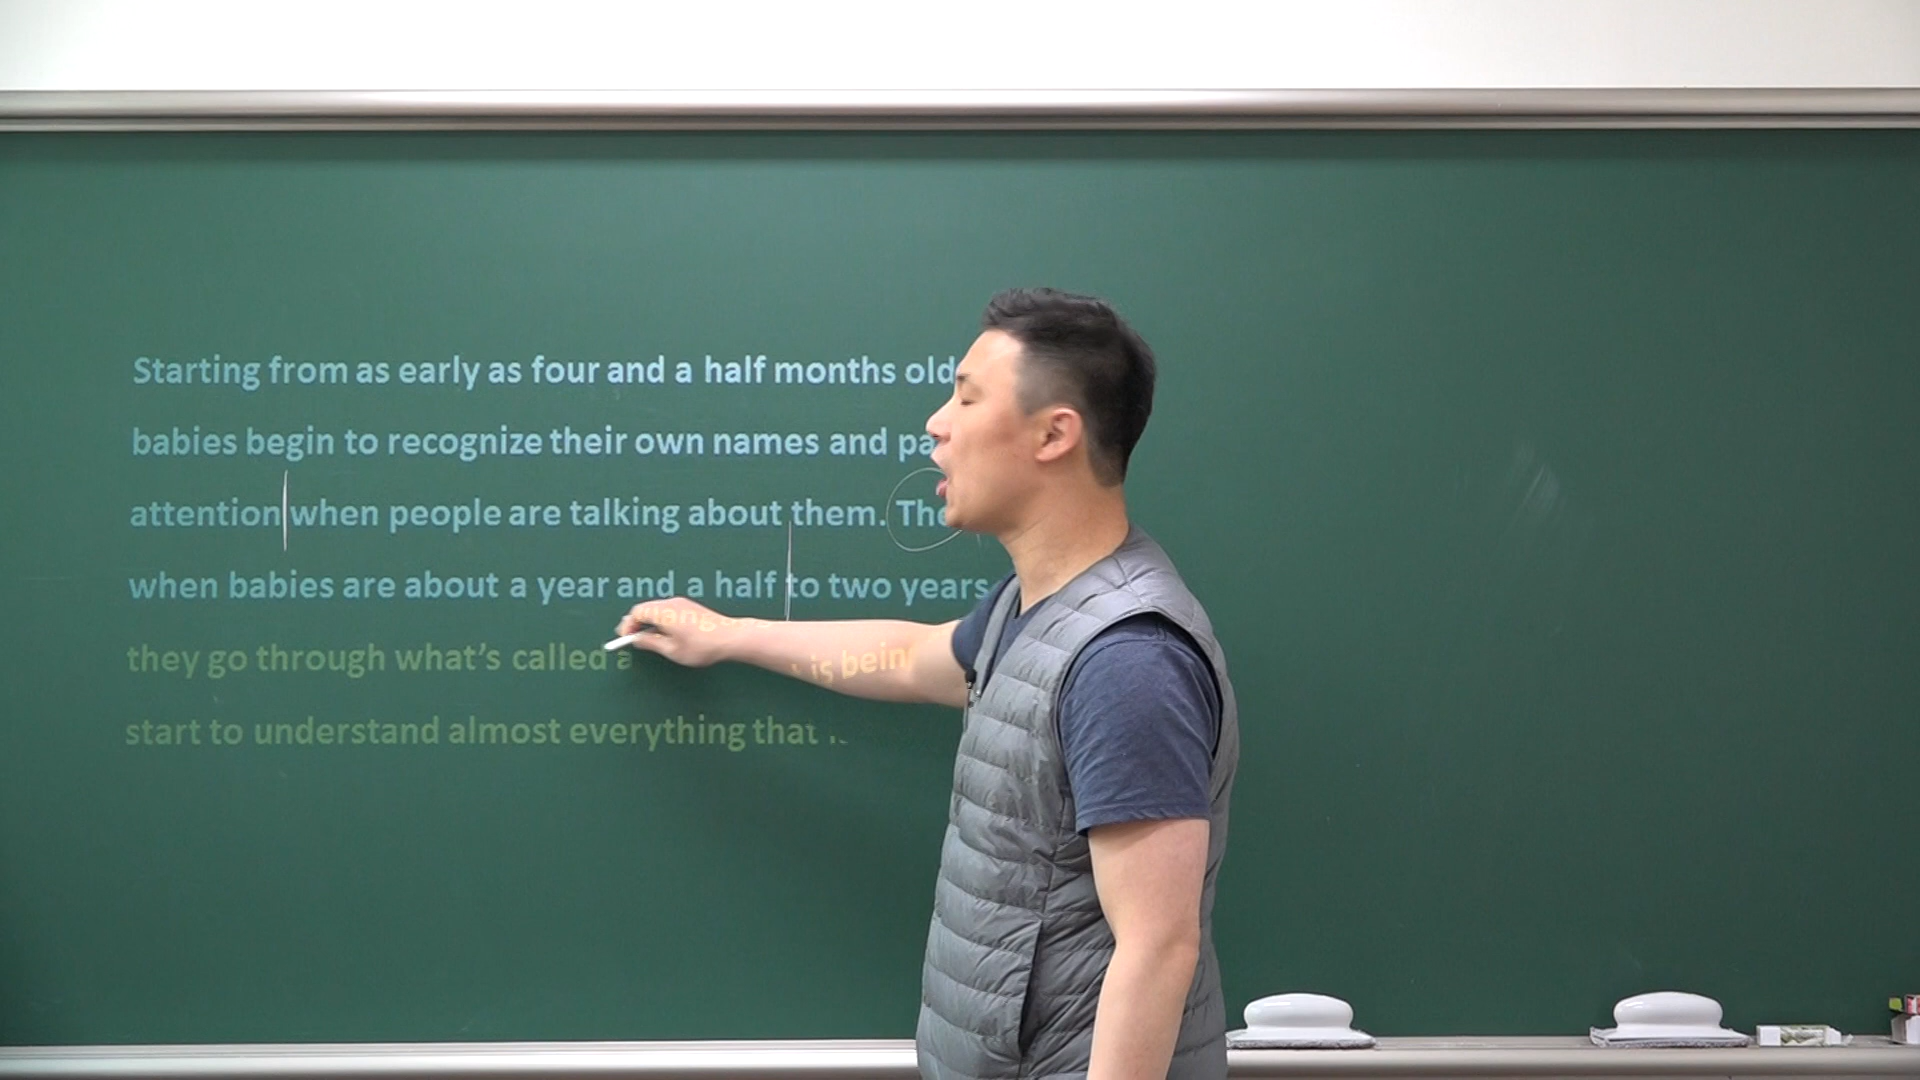 Starting from as early as four and a half months old
babies begin to recognize their own names and pa
attention when people are talking about them. The
when babies are about a year and a half to two years
they go through what's called a
is being
start to understand almost everything that